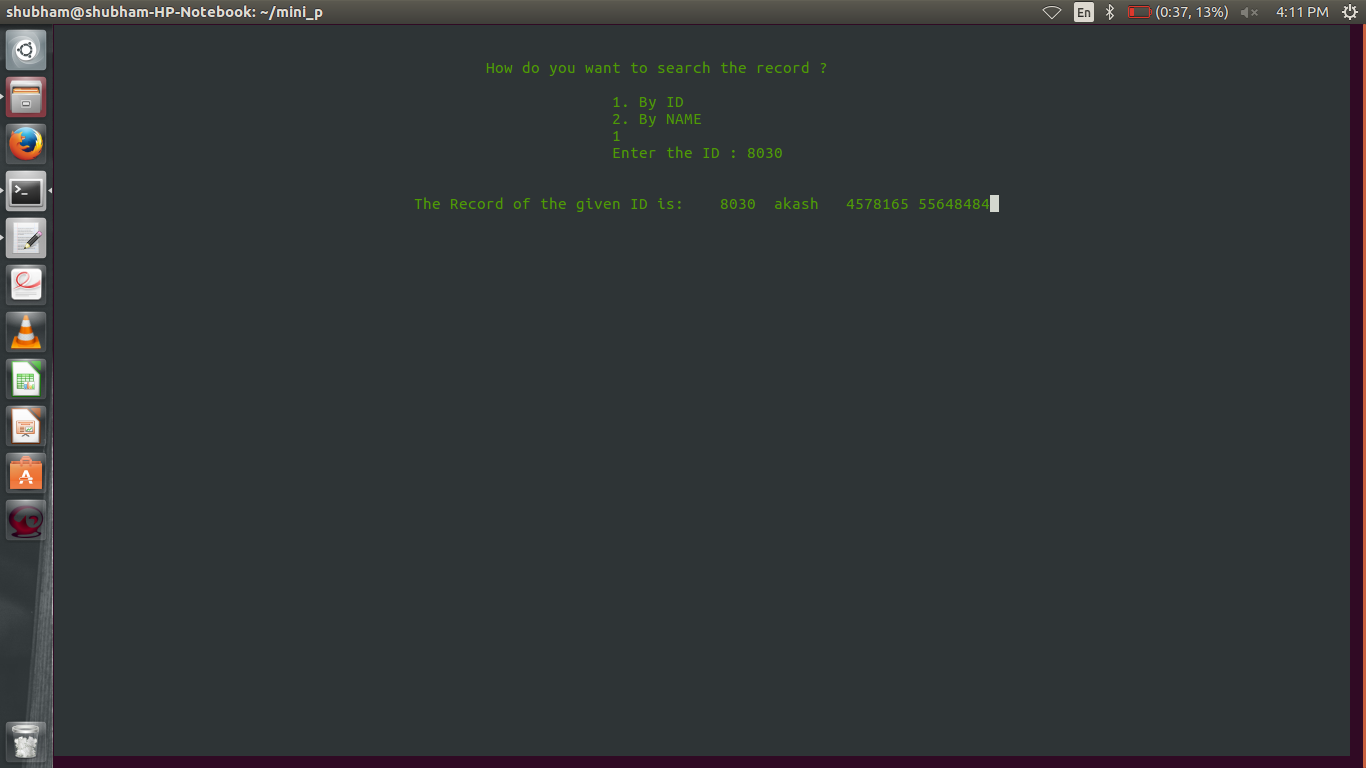 shubham@shubham-HP-Notebook: ~/mini_p
En
(0:37, 13%)
4:11 PM
How do you want to search the record ?
1. By ID
2. By NAME
1
Enter the ID : 8030
The Record of the given ID is: 8030 akash 4578165 55648484